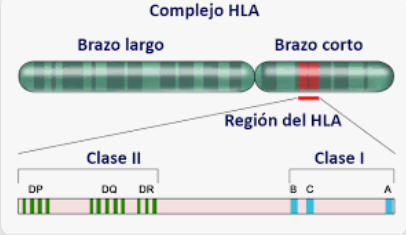 Complejo HLA
Brazo largo Brazo corto
Región del HLA
Clase II Clase I
DP DQ DR B C A